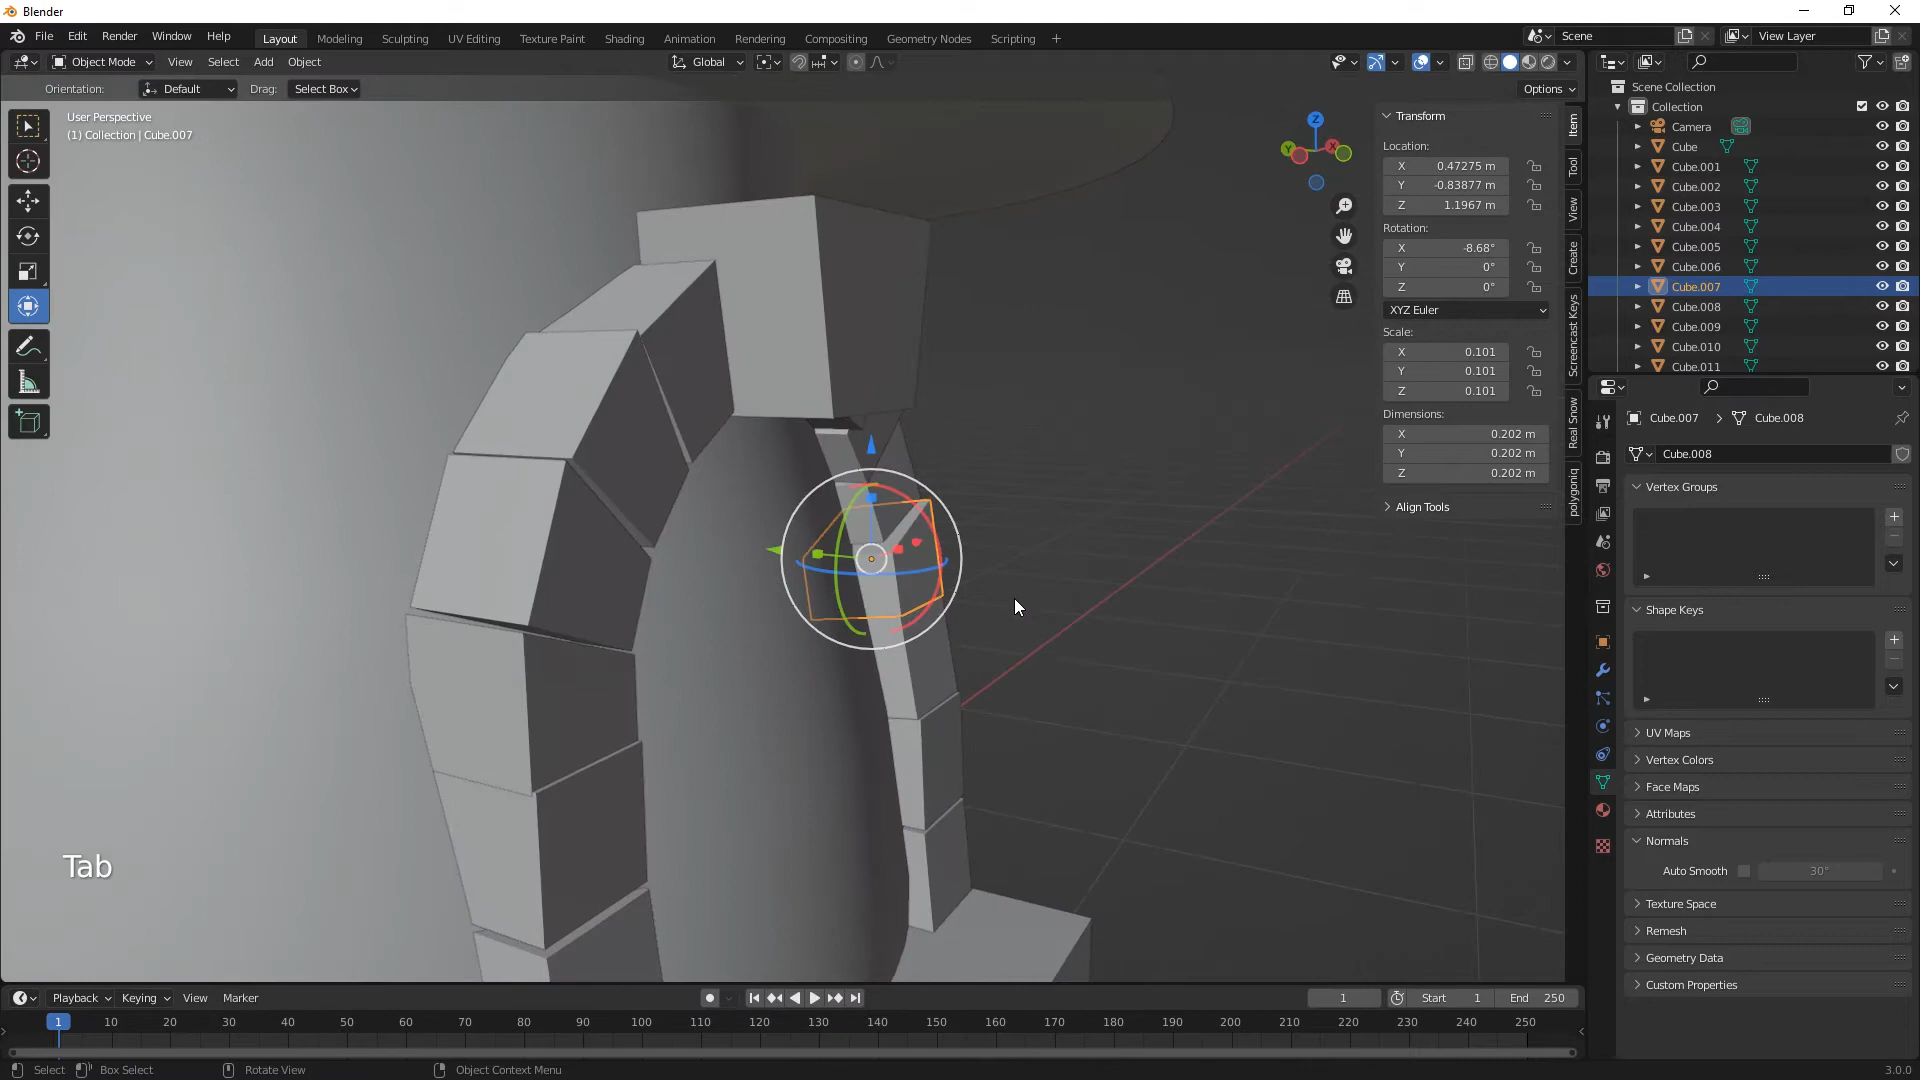 Blender
File Edit Render Window Help
Layout Modeling Sculpting UV Editing Texture Paint Shading Animation Rendering Compositing Geometry Nodes Scripting +
Scene
View Layer
Object Mode View Select Add Object
Global
Orientation: Default Drag: Select Box
Options
User Perspective
(1) Collection | Cube.007
Z
Y
X
Transform
Location:
X 0.47275 m
Y -0.83877 m
Z 1.1967 m
Rotation:
X -8.68°
Y 0°
Z 0°
XYZ Euler
Scale:
X 0.101
Y 0.101
Z 0.101
Dimensions:
X 0.202 m
Y 0.202 m
Z 0.202 m
Align Tools
Item
Tool
View
Create
Screencast Keys
Real Snow
polygoniq
Scene Collection
Collection
Camera
Cube
Cube.001
Cube.002
Cube.003
Cube.004
Cube.005
Cube.006
Cube.007
Cube.008
Cube.009
Cube.010
Cube.011
Cube.007 > Cube.008
Cube.008
Vertex Groups
Shape Keys
UV Maps
Vertex Colors
Face Maps
Attributes
Normals
Auto Smooth 30°
Texture Space
Remesh
Geometry Data
Custom Properties
Tab
Playback Keying View Marker
1 Start 1 End 250
1 10 20 30 40 50 60 70 80 90 100 110 120 130 140 150 160 170 180 190 200 210 220 230 240 250
Select Box Select Rotate View Object Context Menu
3.0.0